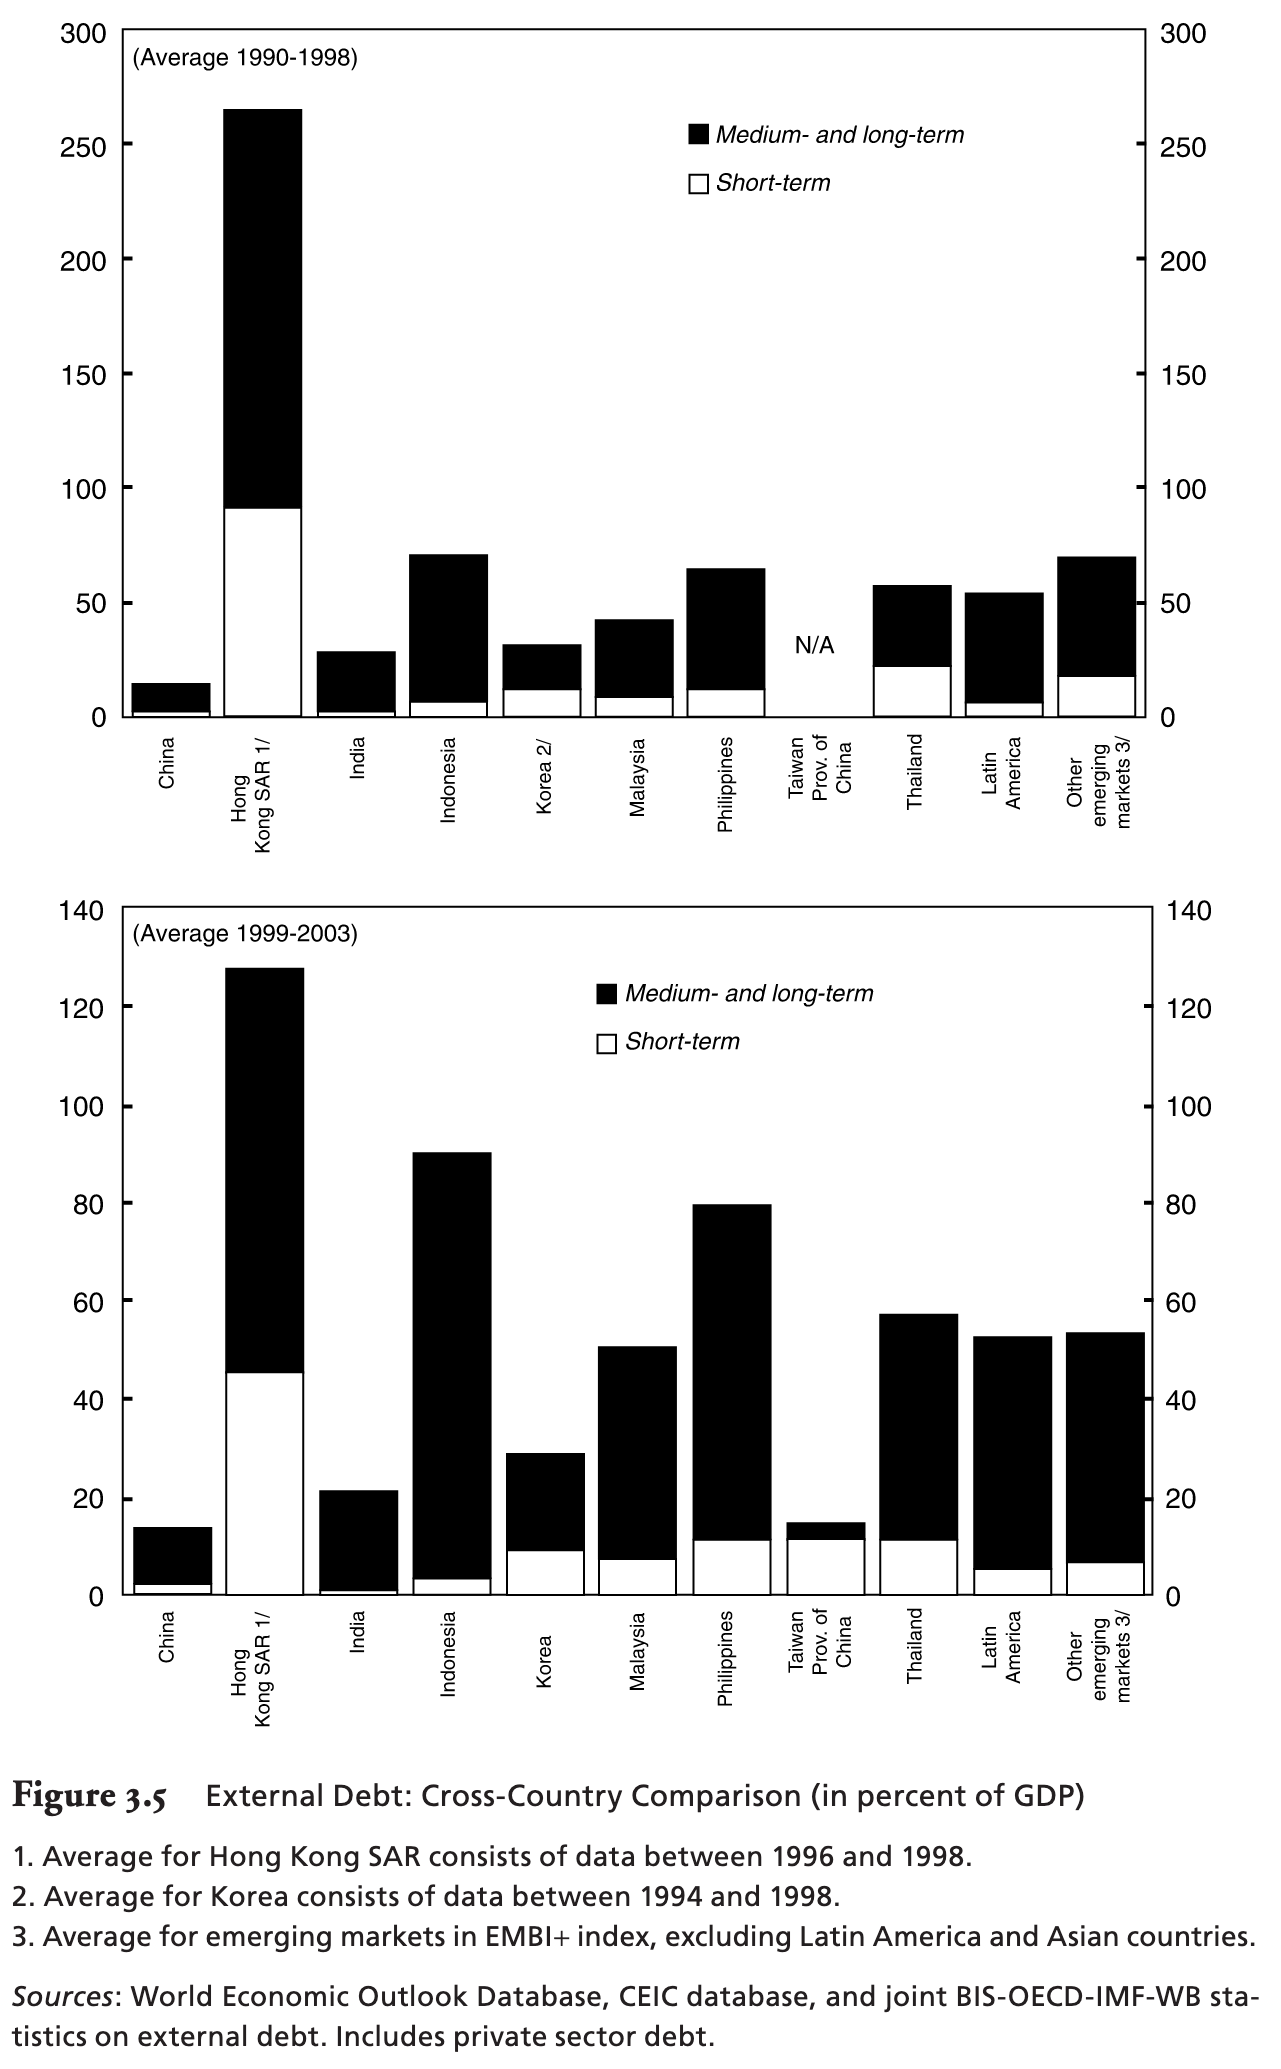 300
250
200
150
100
50
0
(Average 1990-1998)
Medium- and long-term
Short-term
N/A
300
250
200
150
100
50
0
China
Hong
Kong SAR 1/
India
Indonesia
Korea 2/
Malaysia
Philippines
Taiwan
Prov. of
China
Thailand
Latin
America
Other
emerging
markets 3/
140
120
100
80
60
40
20
0
(Average 1999-2003)
Medium- and long-term
Short-term
140
120
100
80
60
40
20
0
China
Hong
Kong SAR 1/
India
Indonesia
Korea
Malaysia
Philippines
Taiwan
Prov. of
China
Thailand
Latin
America
Other
emerging
markets 3/
Figure 3.5 External Debt: Cross-Country Comparison (in percent of GDP)
1. Average for Hong Kong SAR consists of data between 1996 and 1998.
2. Average for Korea consists of data between 1994 and 1998.
3. Average for emerging markets in EMBI+ index, excluding Latin America and Asian countries.
Sources: World Economic Outlook Database, CEIC database, and joint BIS-OECD-IMF-WB sta-
tistics on external debt. Includes private sector debt.